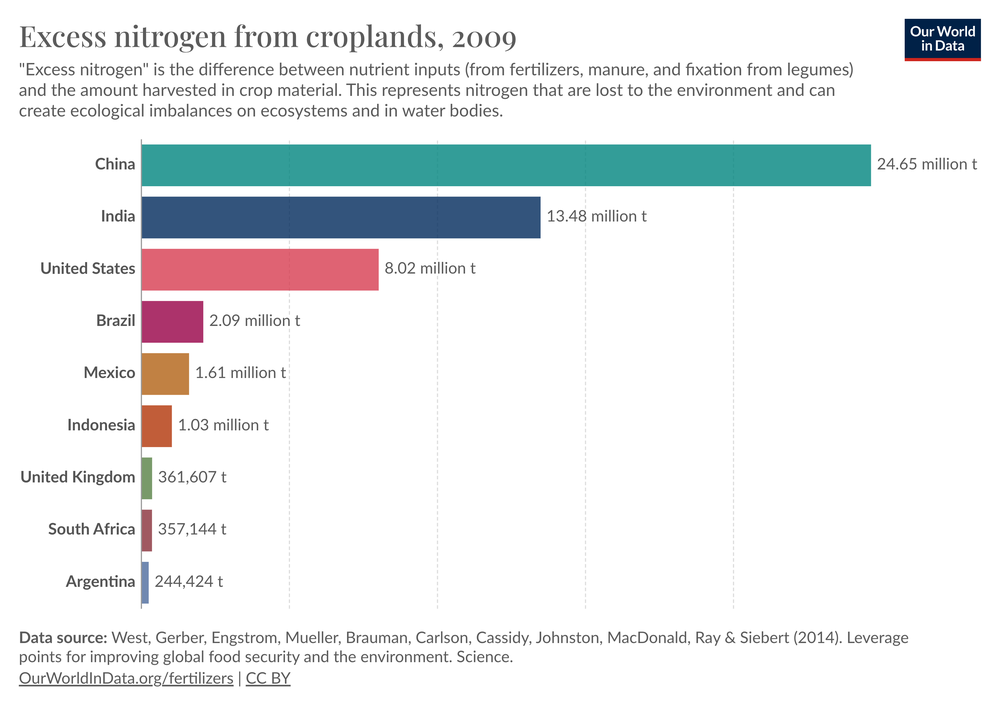 Excess nitrogen from croplands, 2009
Our World
in Data
"Excess nitrogen" is the difference between nutrient inputs (from fertilizers, manure, and fixation from legumes)
and the amount harvested in crop material. This represents nitrogen that are lost to the environment and can
create ecological imbalances on ecosystems and in water bodies.
China 24.65 million t
India 13.48 million t
United States 8.02 million t
Brazil 2.09 million t
Mexico 1.61 million t
Indonesia 1.03 million t
United Kingdom 361,607 t
South Africa 357,144 t
Argentina 244,424 t
Data source: West, Gerber, Engstrom, Mueller, Brauman, Carlson, Cassidy, Johnston, MacDonald, Ray & Siebert (2014). Leverage
points for improving global food security and the environment. Science.
OurWorldInData.org/fertilizers | CC BY